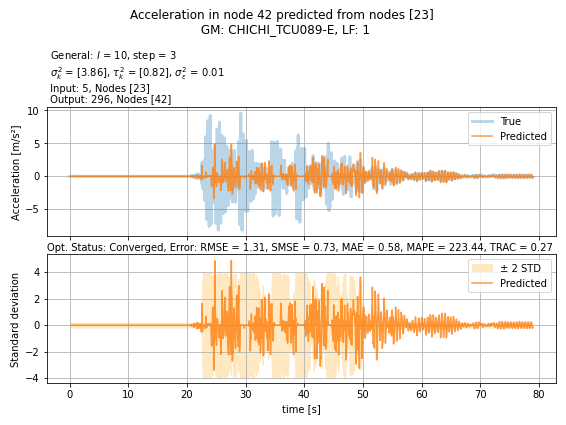 Acceleration in node 42 predicted from nodes [23]
GM: CHICHI_TCU089-E, LF: 1
General: l = 10, step = 3
σ²ₖ = [3.86], τ²ₖ = [0.82], σ²ε = 0.01
Input: 5, Nodes [23]
Output: 296, Nodes [42]
10
5
0
−5
Acceleration [m/s²]
True
Predicted
Opt. Status: Converged, Error: RMSE = 1.31, SMSE = 0.73, MAE = 0.58, MAPE = 223.44, TRAC = 0.27
4
2
0
−2
−4
Standard deviation
± 2 STD
Predicted
0 10 20 30 40 50 60 70 80
time [s]